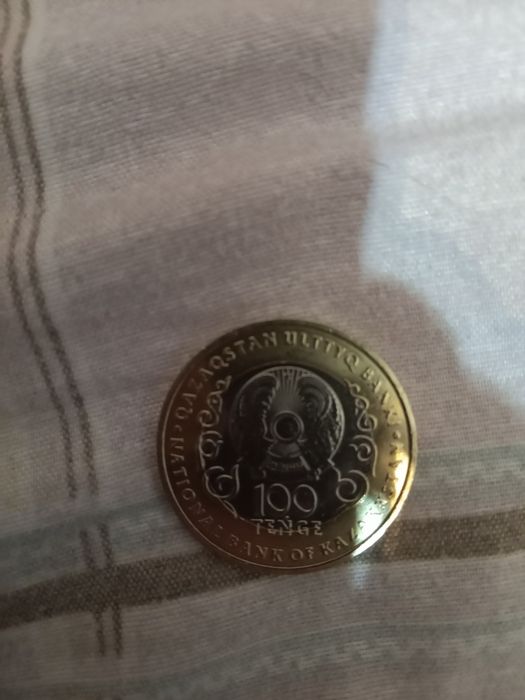 QAZAQSTAN ULTTYQ BANKI
100
TEŃGE
NATIONAL BANK OF KAZAKHSTAN